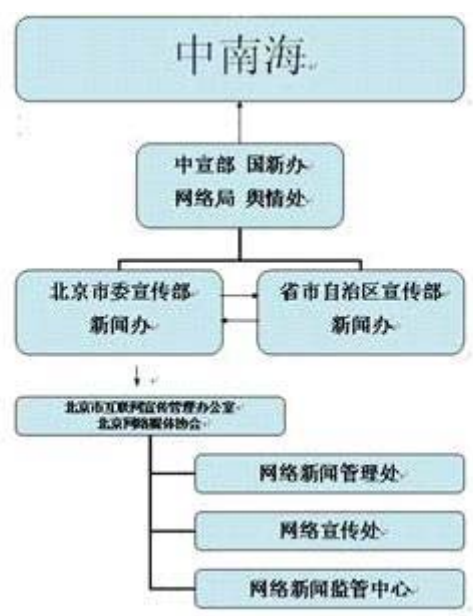 中南海
中宣部 国新办
网络局 舆情处
北京市委宣传部
新闻办
省市自治区宣传部
新闻办
北京市互联网宣传管理办公室
北京网络媒体协会
网络新闻管理处
网络宣传处
网络新闻监管中心